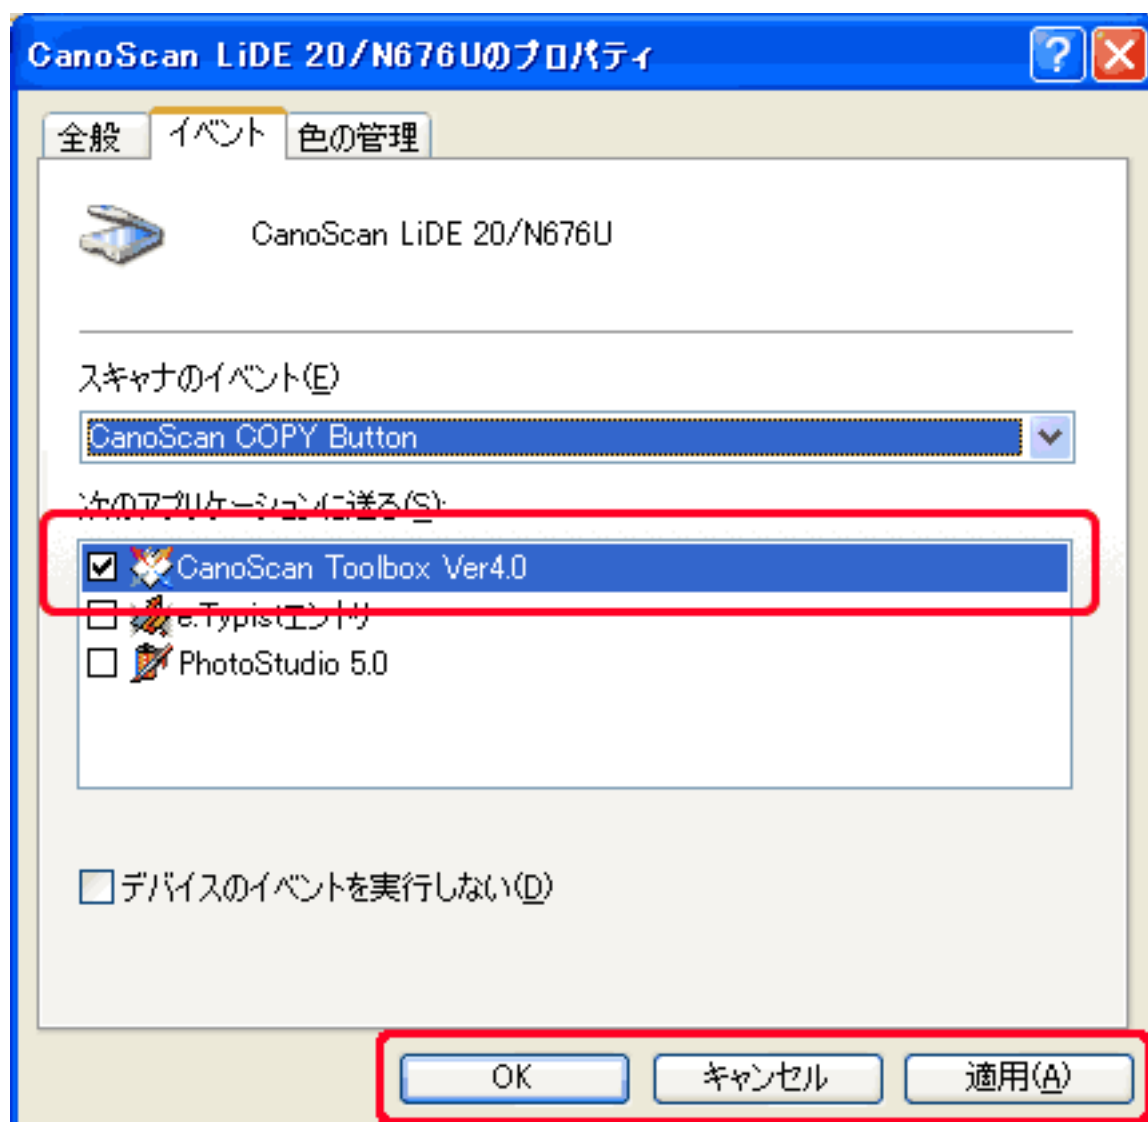 CanoScan LiDE 20/N676Uのプロパティ
全般 イベント 色の管理
CanoScan LiDE 20/N676U
スキャナのイベント(E)
CanoScan COPY Button
次のアプリケーションに送る(S):
CanoScan Toolbox Ver4.0
e.Typistエントリ
PhotoStudio 5.0
デバイスのイベントを実行しない(D)
OK キャンセル 適用(A)